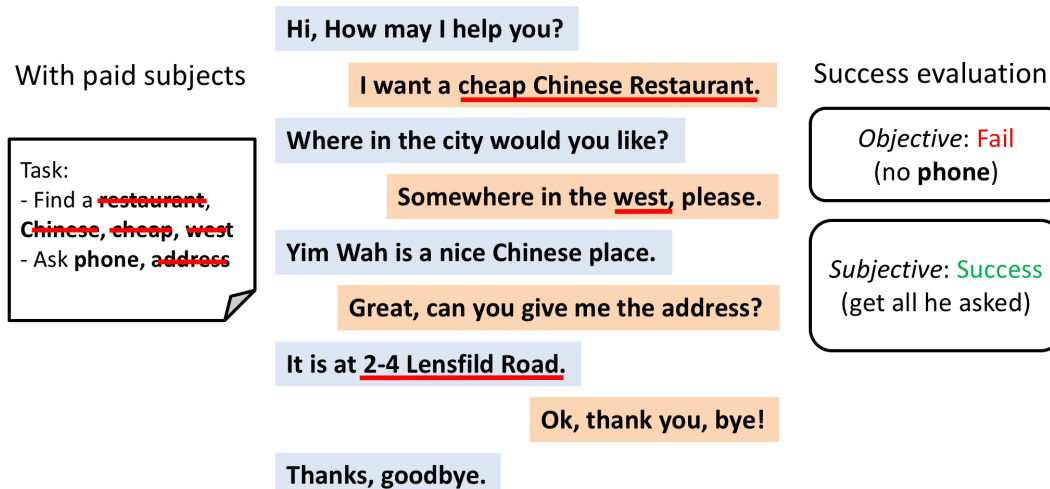 With paid subjects
Task:
- Find a restaurant,
Chinese, cheap, west
- Ask phone, address
Hi, How may I help you?
I want a cheap Chinese Restaurant.
Where in the city would you like?
Somewhere in the west, please.
Yim Wah is a nice Chinese place.
Great, can you give me the address?
It is at 2-4 Lensfild Road.
Ok, thank you, bye!
Thanks, goodbye.
Success evaluation
Objective: Fail
(no phone)
Subjective: Success
(get all he asked)